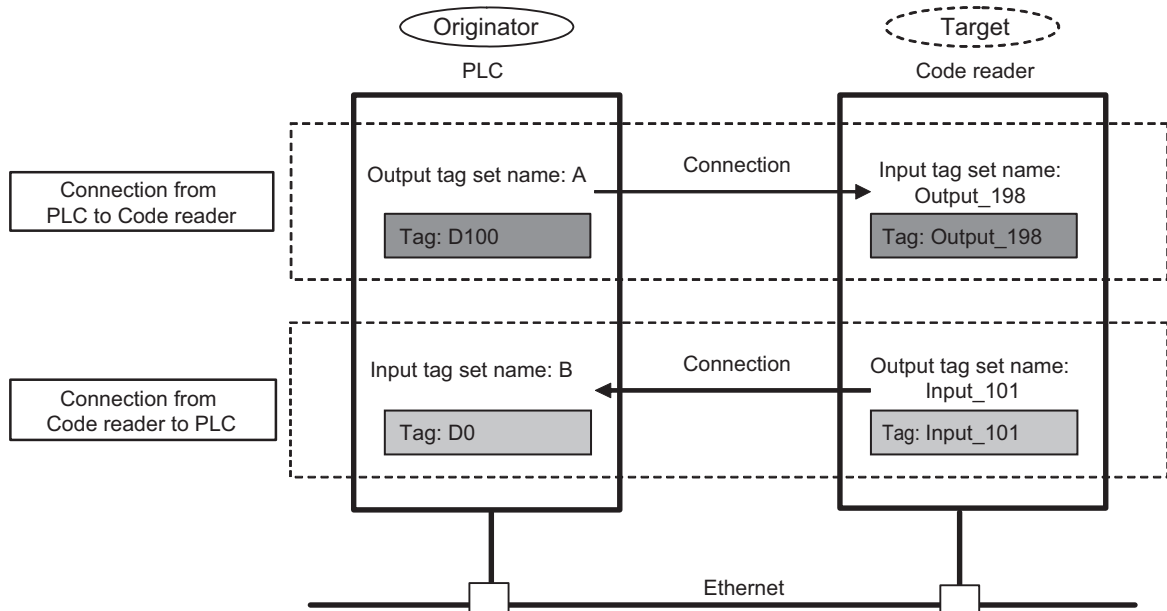 Originator
Target
PLC
Code reader
Connection from
PLC to Code reader
Output tag set name: A
Connection
Input tag set name:
Output_198
Tag: D100
Tag: Output_198
Connection from
Code reader to PLC
Input tag set name: B
Connection
Output tag set name:
Input_101
Tag: D0
Tag: Input_101
Ethernet